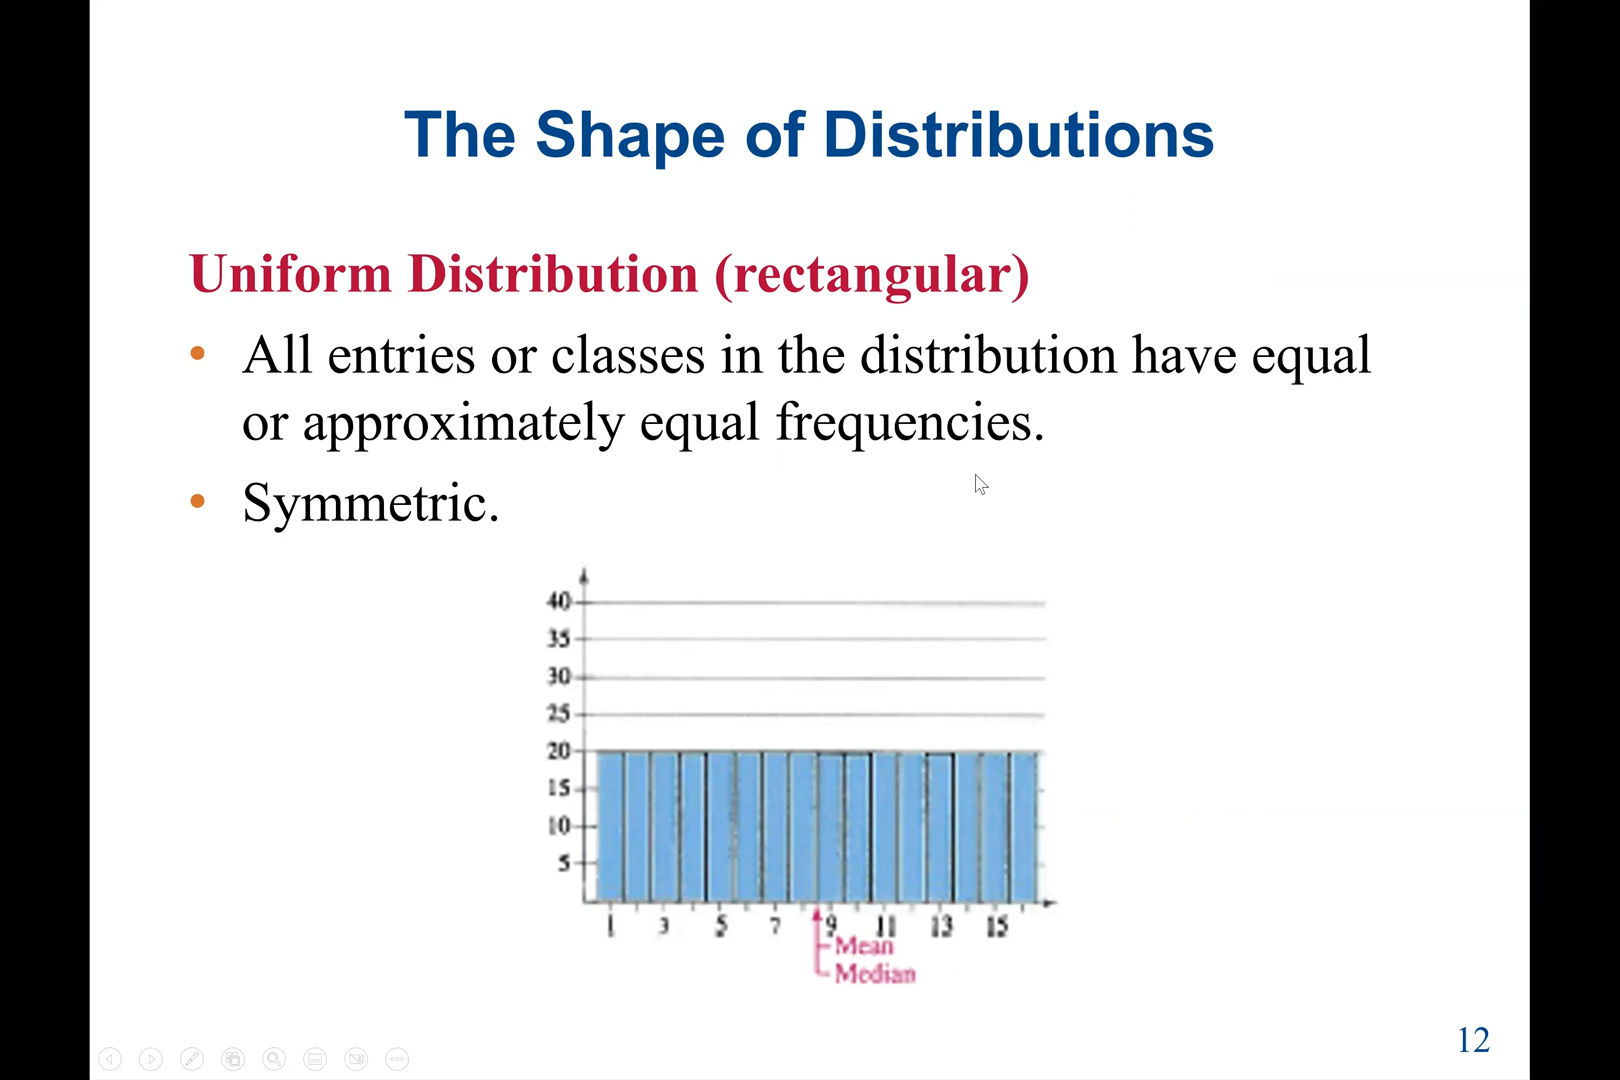 The Shape of Distributions
Uniform Distribution (rectangular)
• All entries or classes in the distribution have equal
or approximately equal frequencies.
• Symmetric.
40
35
30
25
20
15
10
5
1 3 5 7 9 11 13 15
Mean
Median
12